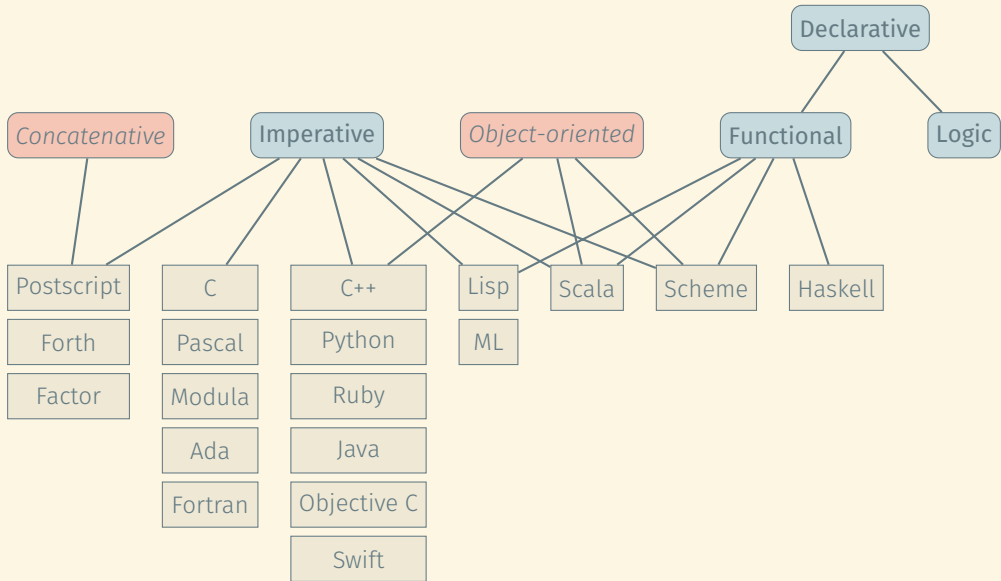 Declarative
Concatenative
Imperative
Object-oriented
Functional
Logic
Postscript
C
C++
Lisp
Scala
Scheme
Haskell
Forth
Pascal
Python
ML
Factor
Modula
Ruby
Ada
Java
Fortran
Objective C
Swift